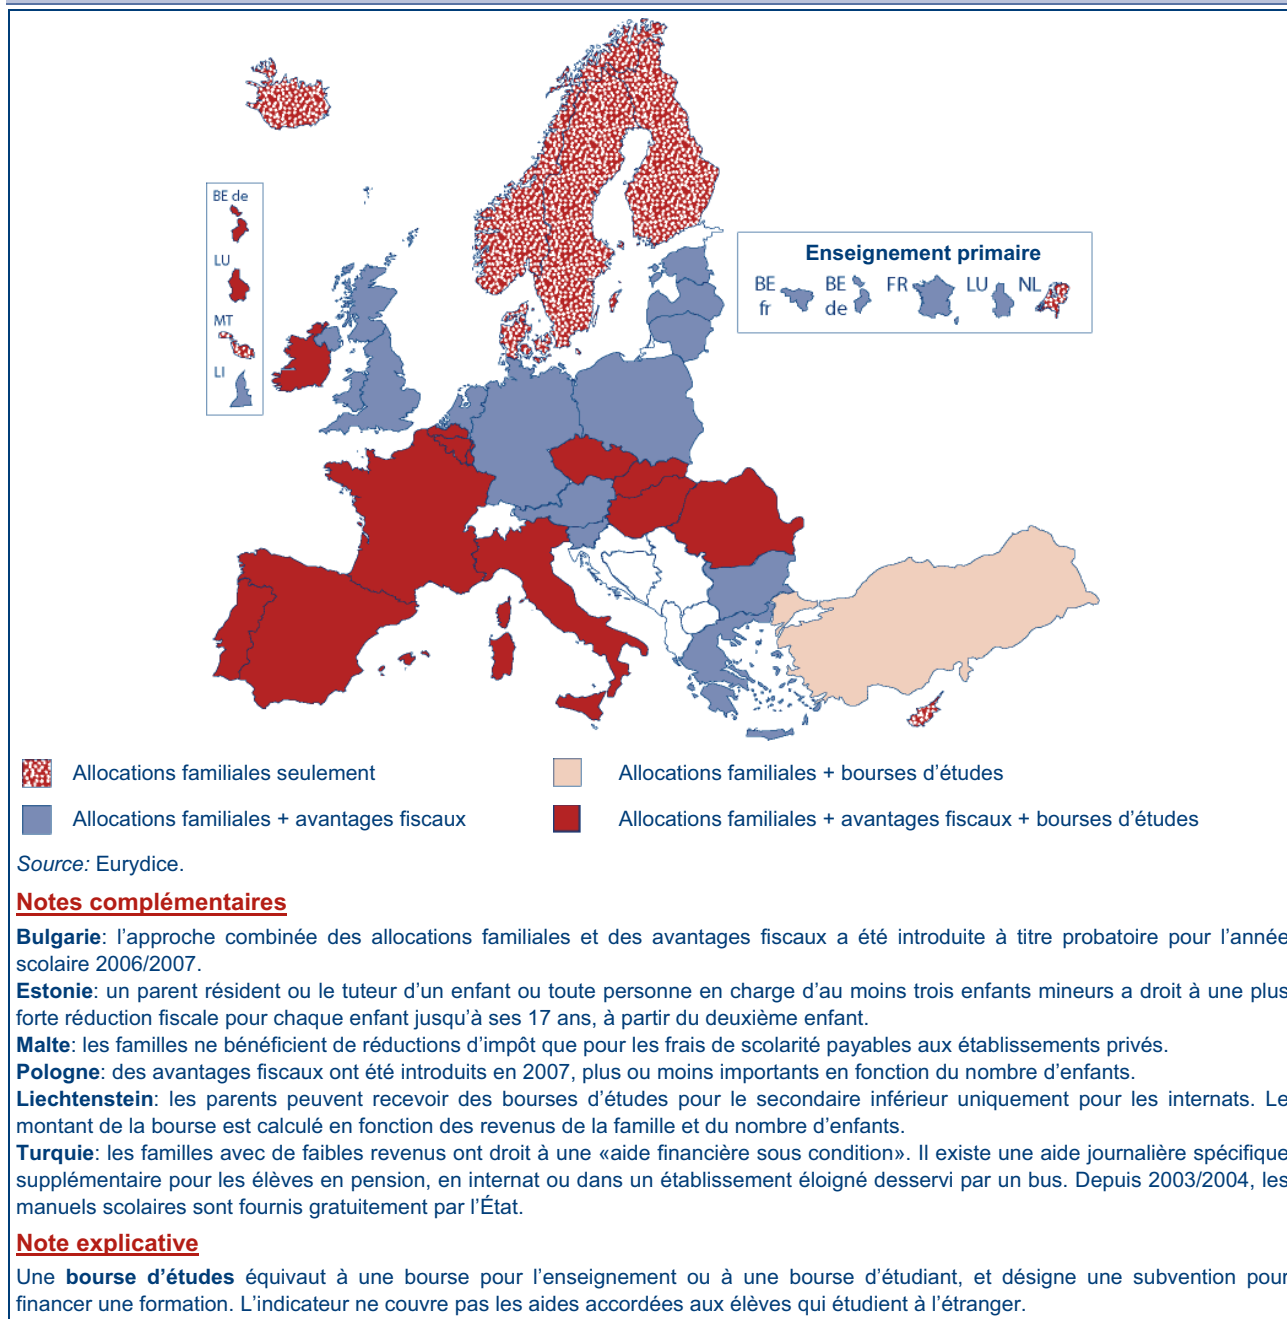 BE de
LU
MT
LI
Enseignement primaire
BE fr
BE de
FR
LU
NL
Allocations familiales seulement
Allocations familiales + bourses d’études
Allocations familiales + avantages fiscaux
Allocations familiales + avantages fiscaux + bourses d’études
Source: Eurydice.
Notes complémentaires
Bulgarie: l’approche combinée des allocations familiales et des avantages fiscaux a été introduite à titre probatoire pour l’année
scolaire 2006/2007.
Estonie: un parent résident ou le tuteur d’un enfant ou toute personne en charge d’au moins trois enfants mineurs a droit à une plus
forte réduction fiscale pour chaque enfant jusqu’à ses 17 ans, à partir du deuxième enfant.
Malte: les familles ne bénéficient de réductions d’impôt que pour les frais de scolarité payables aux établissements privés.
Pologne: des avantages fiscaux ont été introduits en 2007, plus ou moins importants en fonction du nombre d’enfants.
Liechtenstein: les parents peuvent recevoir des bourses d’études pour le secondaire inférieur uniquement pour les internats. Le
montant de la bourse est calculé en fonction des revenus de la famille et du nombre d’enfants.
Turquie: les familles avec de faibles revenus ont droit à une «aide financière sous condition». Il existe une aide journalière spécifique
supplémentaire pour les élèves en pension, en internat ou dans un établissement éloigné desservi par un bus. Depuis 2003/2004, les
manuels scolaires sont fournis gratuitement par l’État.
Note explicative
Une bourse d’études équivaut à une bourse pour l’enseignement ou à une bourse d’étudiant, et désigne une subvention pour
financer une formation. L’indicateur ne couvre pas les aides accordées aux élèves qui étudient à l’étranger.